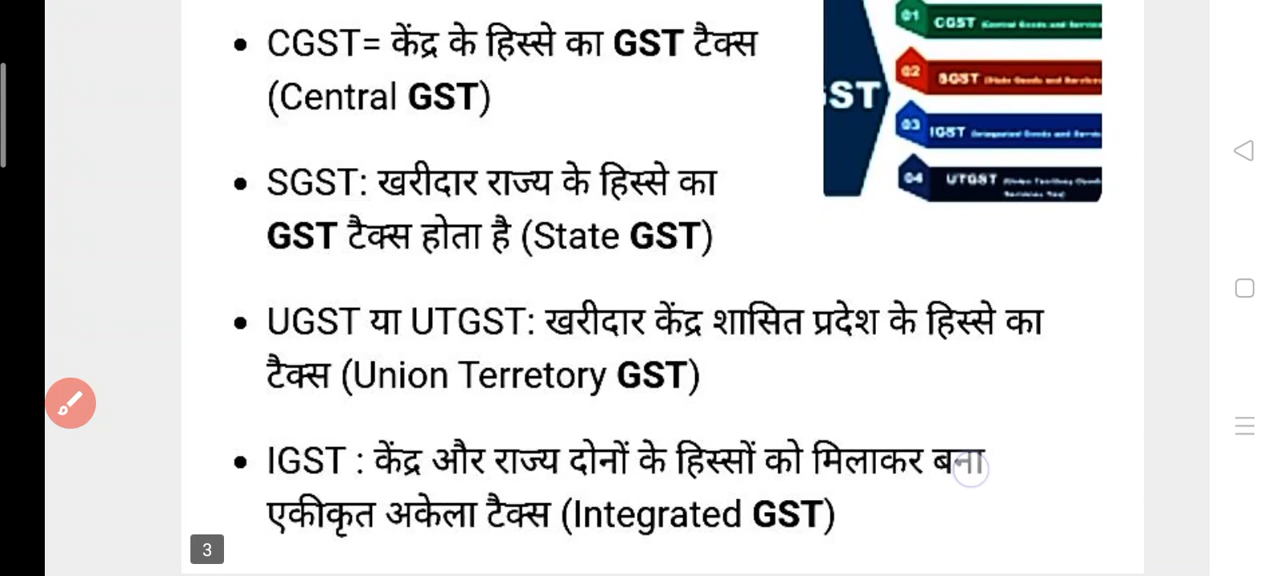 CGST= केंद्र के हिस्से का GST टैक्स
(Central GST)
SGST: खरीदार राज्य के हिस्से का
GST टैक्स होता है (State GST)
UGST या UTGST: खरीदार केंद्र शासित प्रदेश के हिस्से का
टैक्स (Union Terretory GST)
IGST : केंद्र और राज्य दोनों के हिस्सों को मिलाकर बना
एकीकृत अकेला टैक्स (Integrated GST)
3
ST
01 CGST
02 SGST
03 IGST
04 UTGST